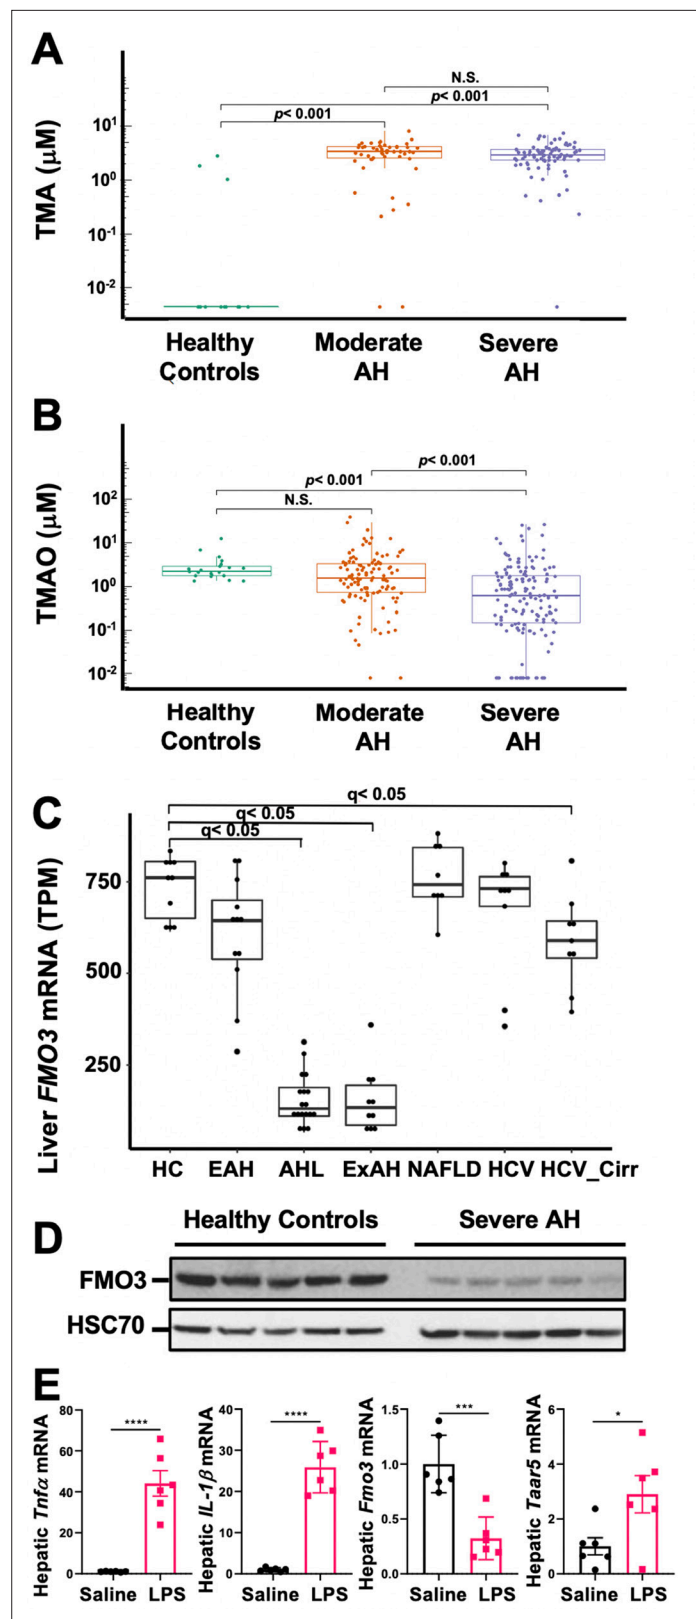 A
N.S.
p< 0.001
p< 0.001
TMA (μM)
10¹
10⁰
10⁻¹
10⁻²
Healthy Controls
Moderate AH
Severe AH
B
p< 0.001
p< 0.001
N.S.
TMAO (μM)
10²
10¹
10⁰
10⁻¹
10⁻²
Healthy Controls
Moderate AH
Severe AH
C
q< 0.05
q< 0.05
q< 0.05
Liver FMO3 mRNA (TPM)
750
500
250
HC EAH AHL ExAH NAFLD HCV HCV_Cirr
D
Healthy Controls Severe AH
FMO3
HSC70
E
Hepatic Tnfα mRNA
80
60
40
20
0
****
Saline LPS
Hepatic IL-1β mRNA
40
30
20
10
0
****
Saline LPS
Hepatic Fmo3 mRNA
1.5
1.0
0.5
0.0
***
Saline LPS
Hepatic Taar5 mRNA
6
4
2
0
*
Saline LPS